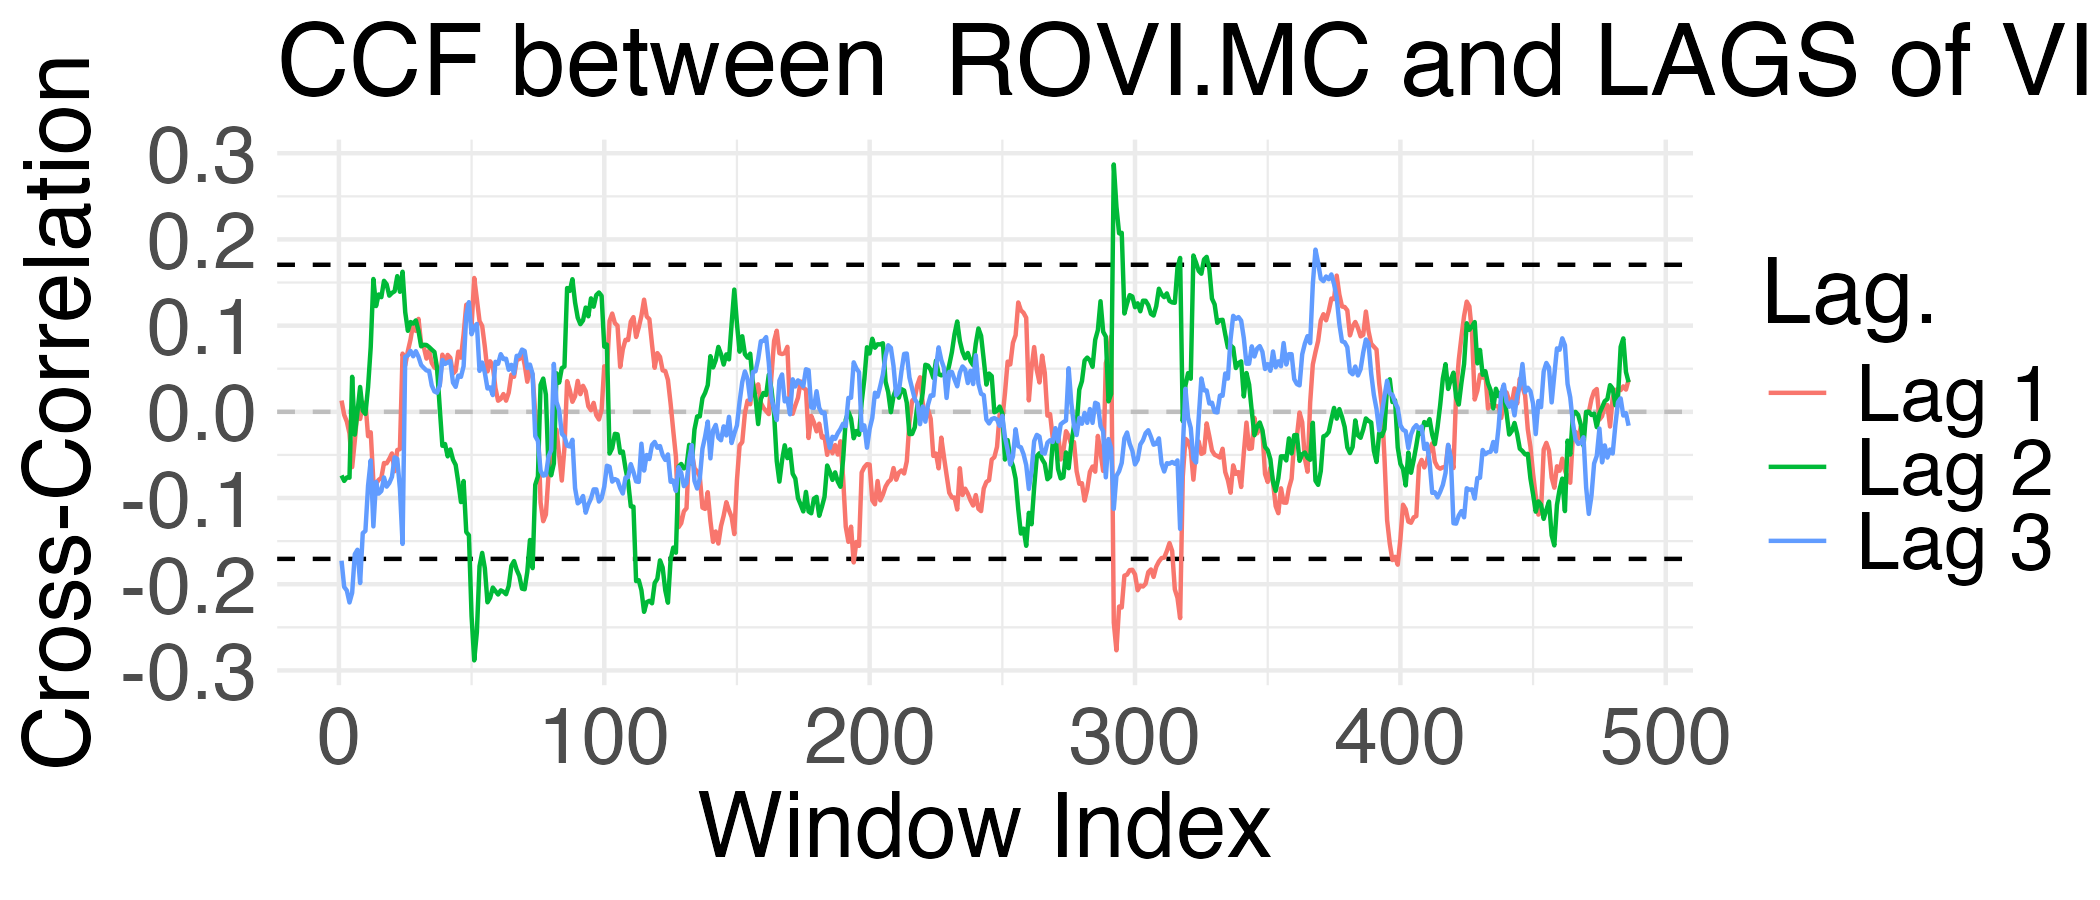 CCF between ROVI.MC and LAGS of VI
Cross-Correlation
0.3
0.2
0.1
0.0
-0.1
-0.2
-0.3
0 100 200 300 400 500
Window Index
Lag.
Lag 1
Lag 2
Lag 3